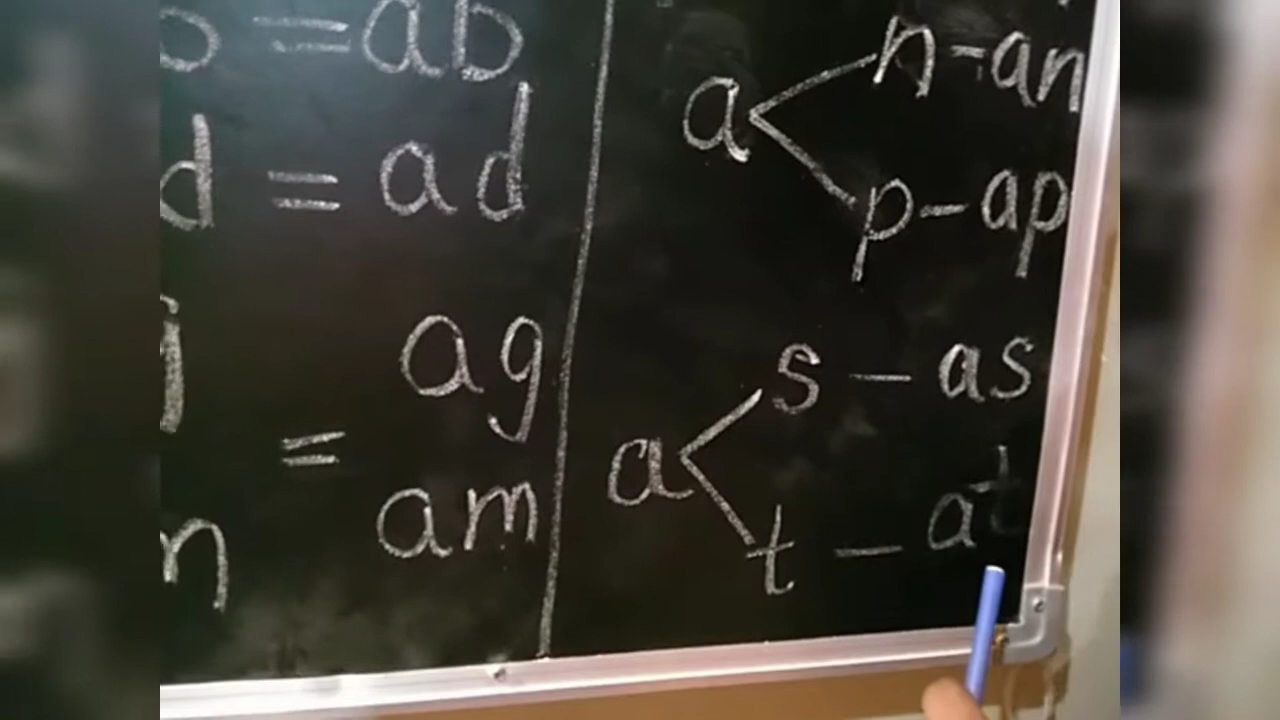 b = ab
d = ad
ag
= am
a
n - an
p - ap
a
s - as
t - at